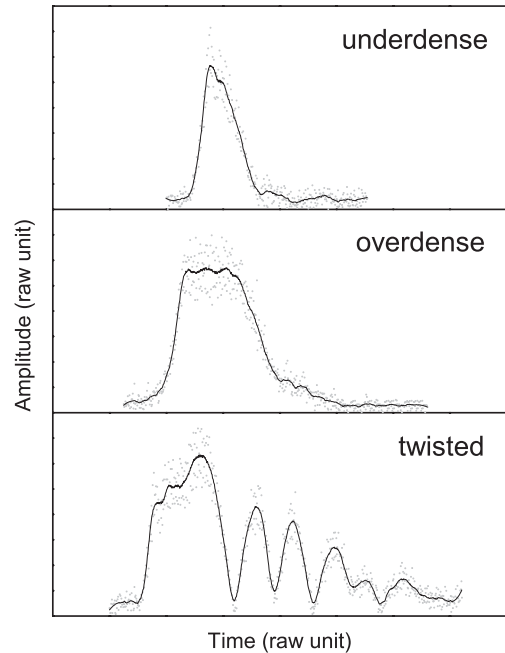 underdense
overdense
twisted
Amplitude (raw unit)
Time (raw unit)